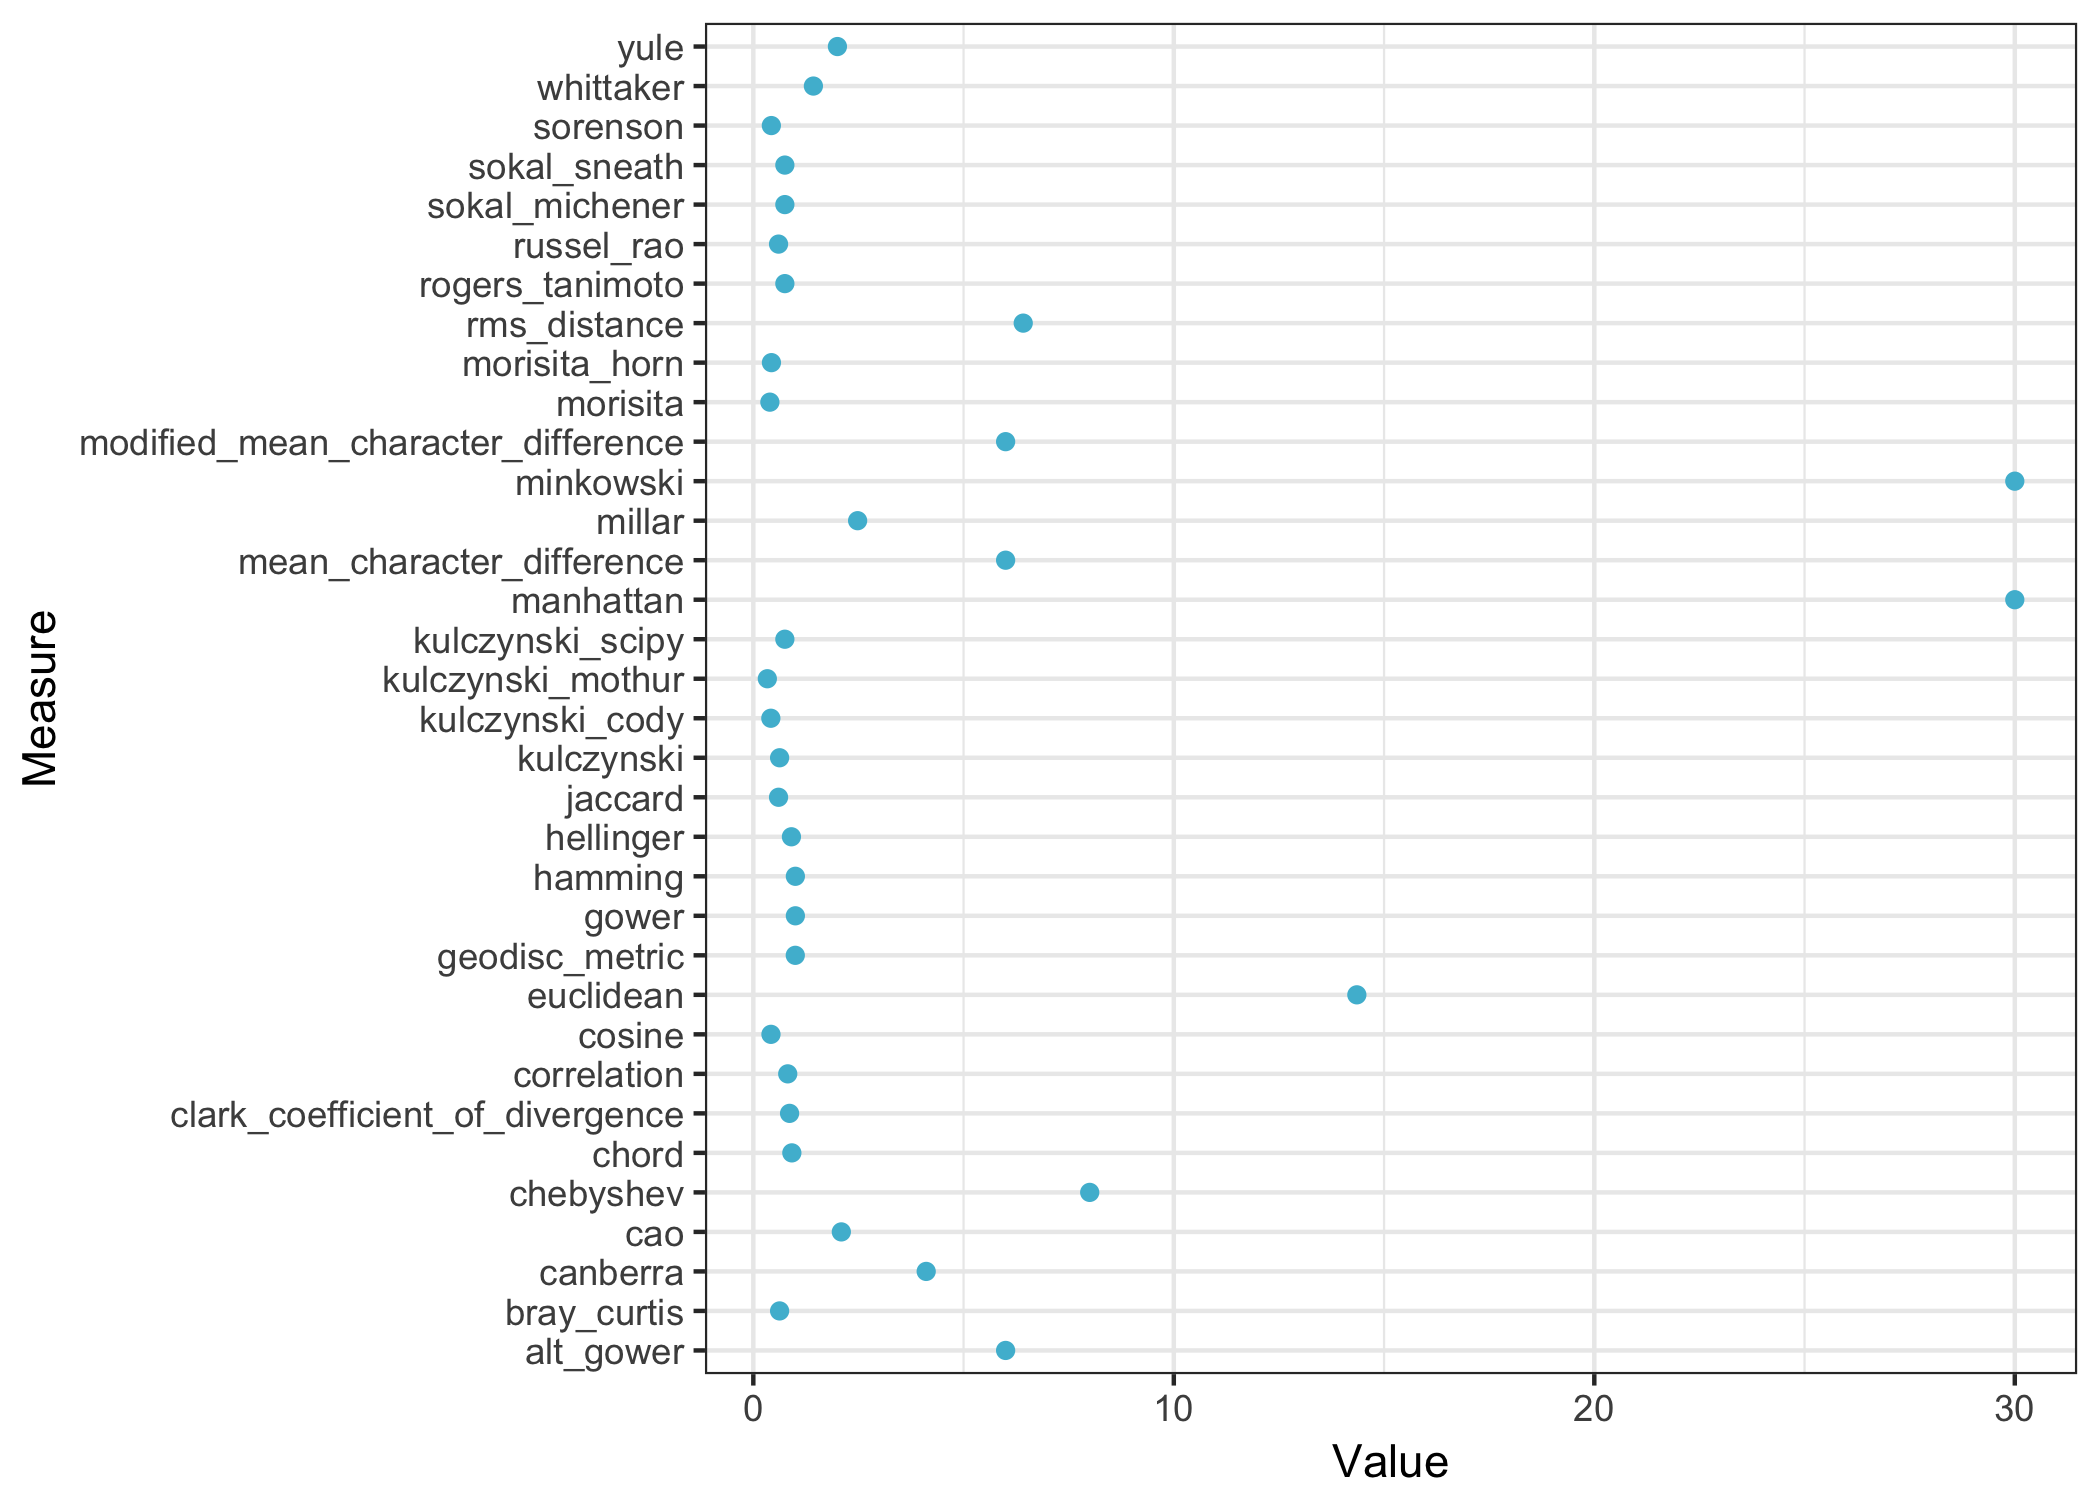 yule
whittaker
sorenson
sokal_sneath
sokal_michener
russel_rao
rogers_tanimoto
rms_distance
morisita_horn
morisita
modified_mean_character_difference
minkowski
millar
mean_character_difference
manhattan
kulczynski_scipy
kulczynski_mothur
kulczynski_cody
kulczynski
jaccard
hellinger
hamming
gower
geodisc_metric
euclidean
cosine
correlation
clark_coefficient_of_divergence
chord
chebyshev
cao
canberra
bray_curtis
alt_gower
Measure
0 10 20 30
Value